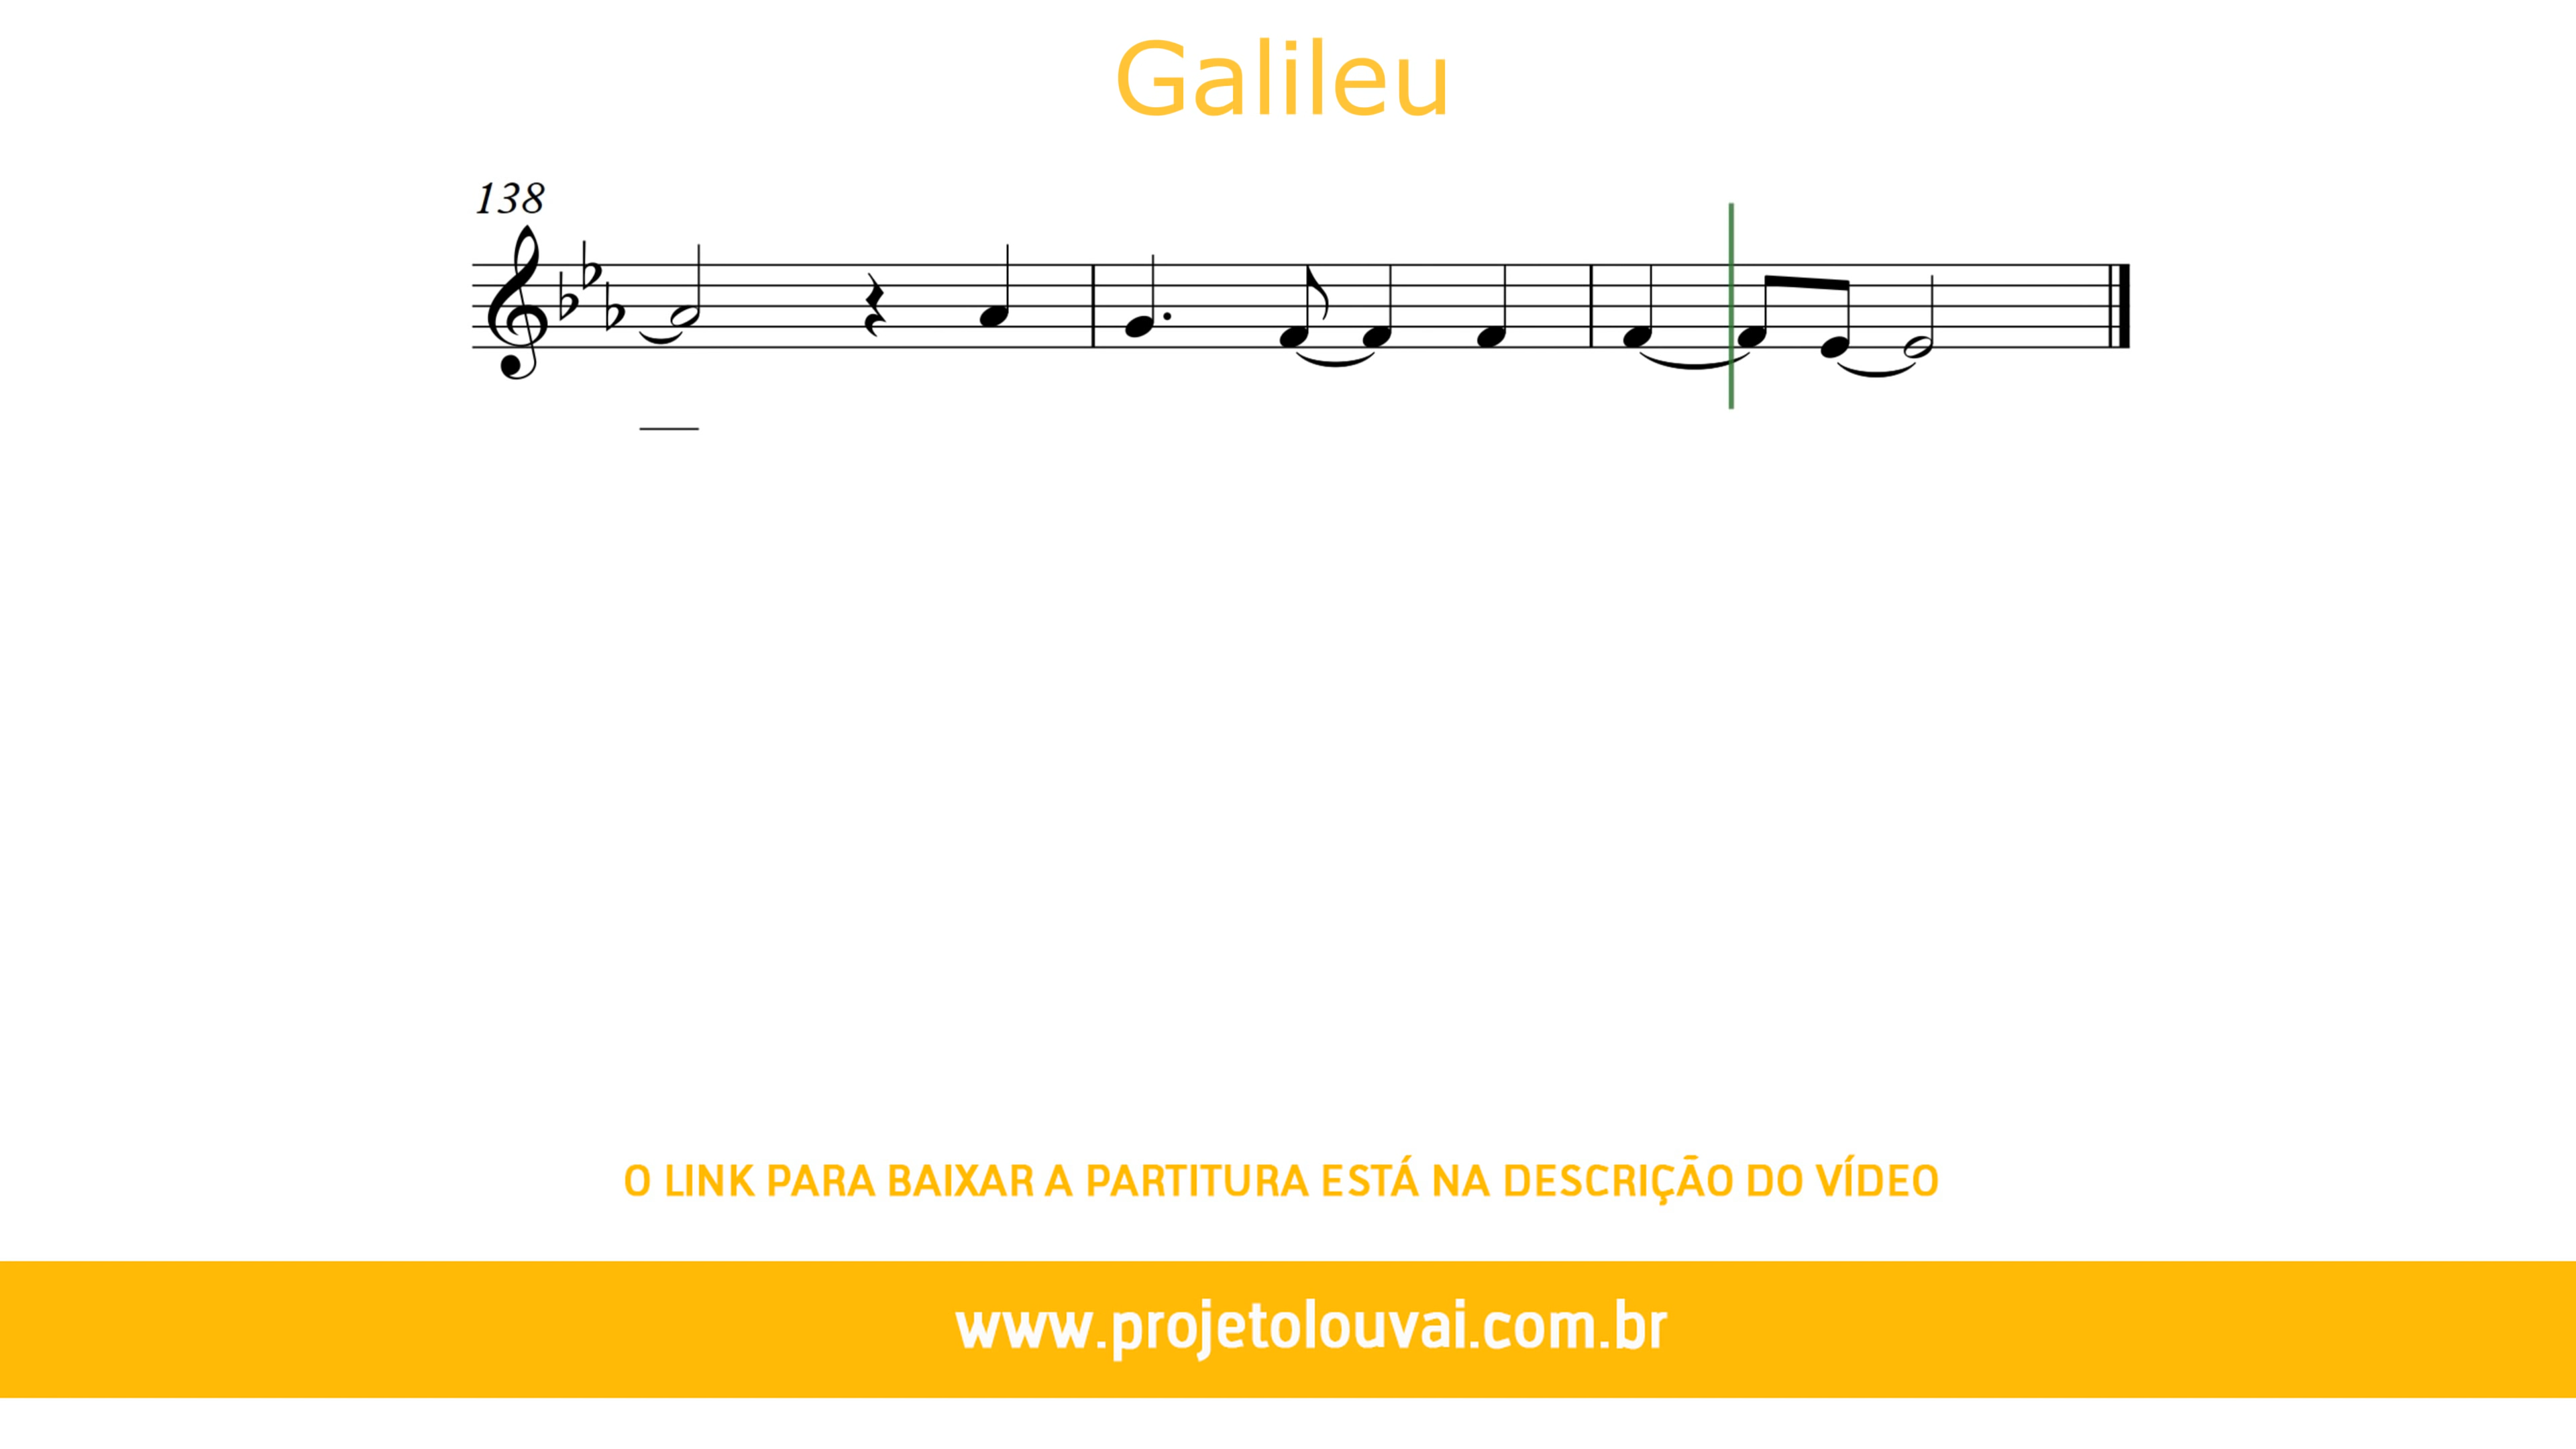 Galileu
138
O LINK PARA BAIXAR A PARTITURA ESTÁ NA DESCRIÇÃO DO VÍDEO
www.projetolouvai.com.br